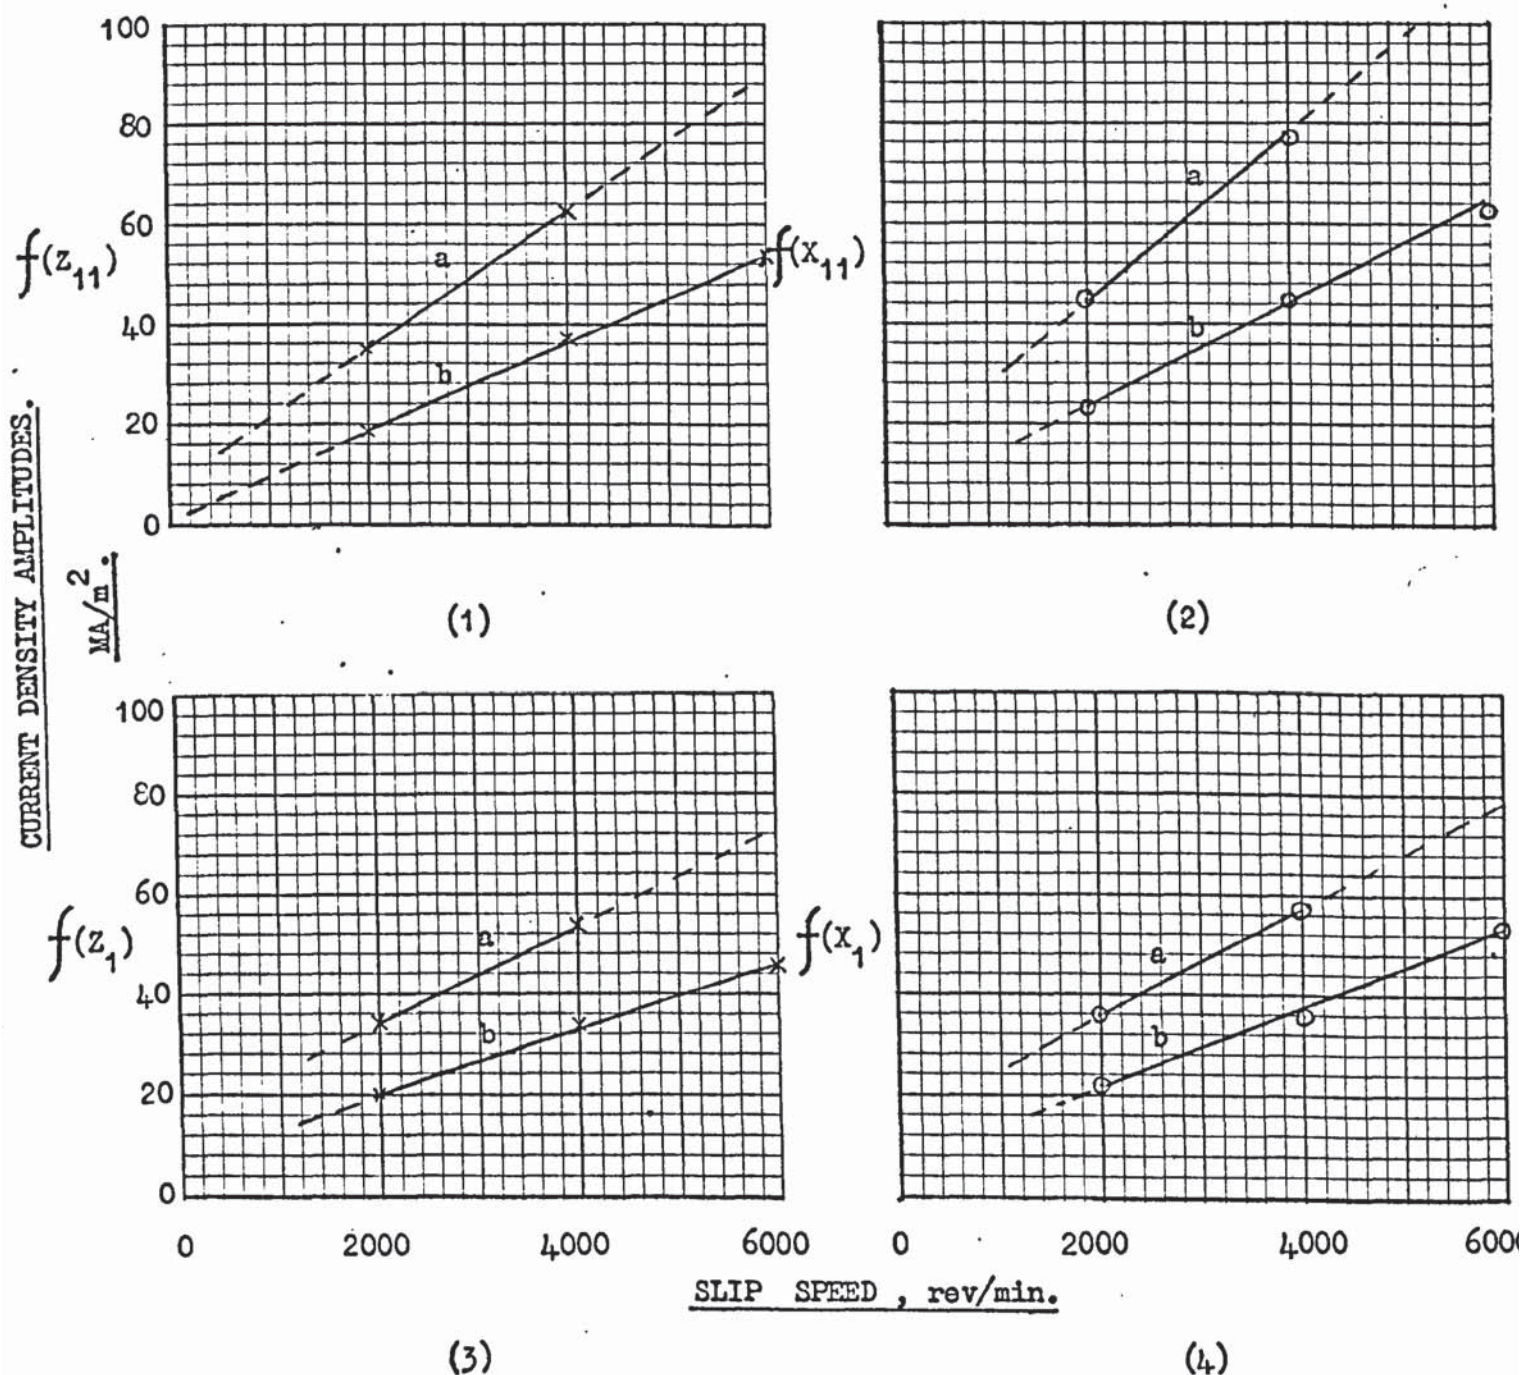 100
80
60
40
20
0
f(Z11)
a
b
f(X11)
a
b
CURRENT DENSITY AMPLITUDES.
MA/m².
(1)
(2)
100
80
60
40
20
0
f(Z1)
a
b
f(X1)
a
b
0 2000 4000 6000
0 2000 4000 6000
SLIP SPEED , rev/min.
(3)
(4)